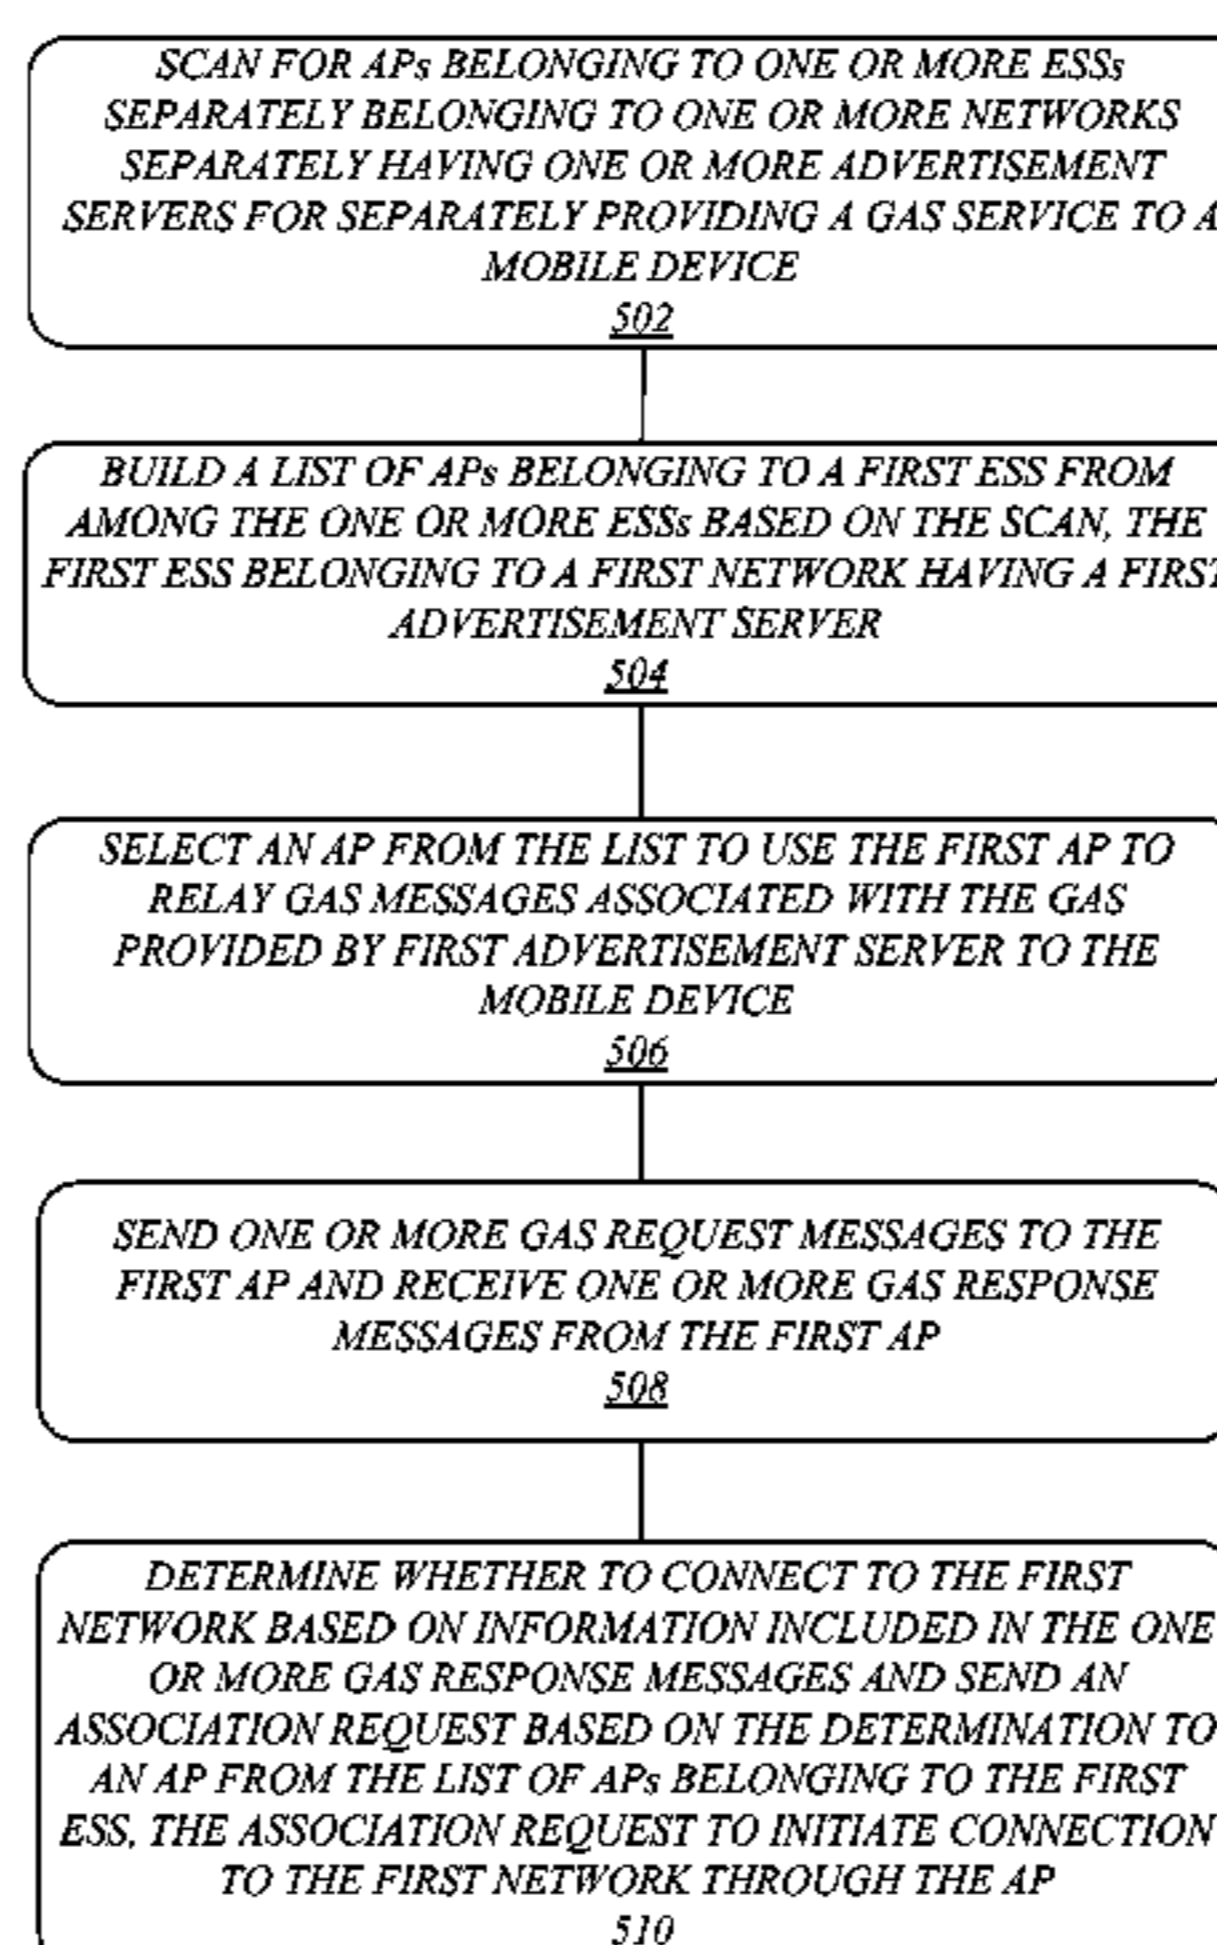 SCAN FOR APs BELONGING TO ONE OR MORE ESSs
SEPARATELY BELONGING TO ONE OR MORE NETWORKS
SEPARATELY HAVING ONE OR MORE ADVERTISEMENT
SERVERS FOR SEPARATELY PROVIDING A GAS SERVICE TO A
MOBILE DEVICE
502
BUILD A LIST OF APs BELONGING TO A FIRST ESS FROM
AMONG THE ONE OR MORE ESSs BASED ON THE SCAN, THE
FIRST ESS BELONGING TO A FIRST NETWORK HAVING A FIRST
ADVERTISEMENT SERVER
504
SELECT AN AP FROM THE LIST TO USE THE FIRST AP TO
RELAY GAS MESSAGES ASSOCIATED WITH THE GAS
PROVIDED BY FIRST ADVERTISEMENT SERVER TO THE
MOBILE DEVICE
506
SEND ONE OR MORE GAS REQUEST MESSAGES TO THE
FIRST AP AND RECEIVE ONE OR MORE GAS RESPONSE
MESSAGES FROM THE FIRST AP
508
DETERMINE WHETHER TO CONNECT TO THE FIRST
NETWORK BASED ON INFORMATION INCLUDED IN THE ONE
OR MORE GAS RESPONSE MESSAGES AND SEND AN
ASSOCIATION REQUEST BASED ON THE DETERMINATION TO
AN AP FROM THE LIST OF APs BELONGING TO THE FIRST
ESS, THE ASSOCIATION REQUEST TO INITIATE CONNECTION
TO THE FIRST NETWORK THROUGH THE AP
510